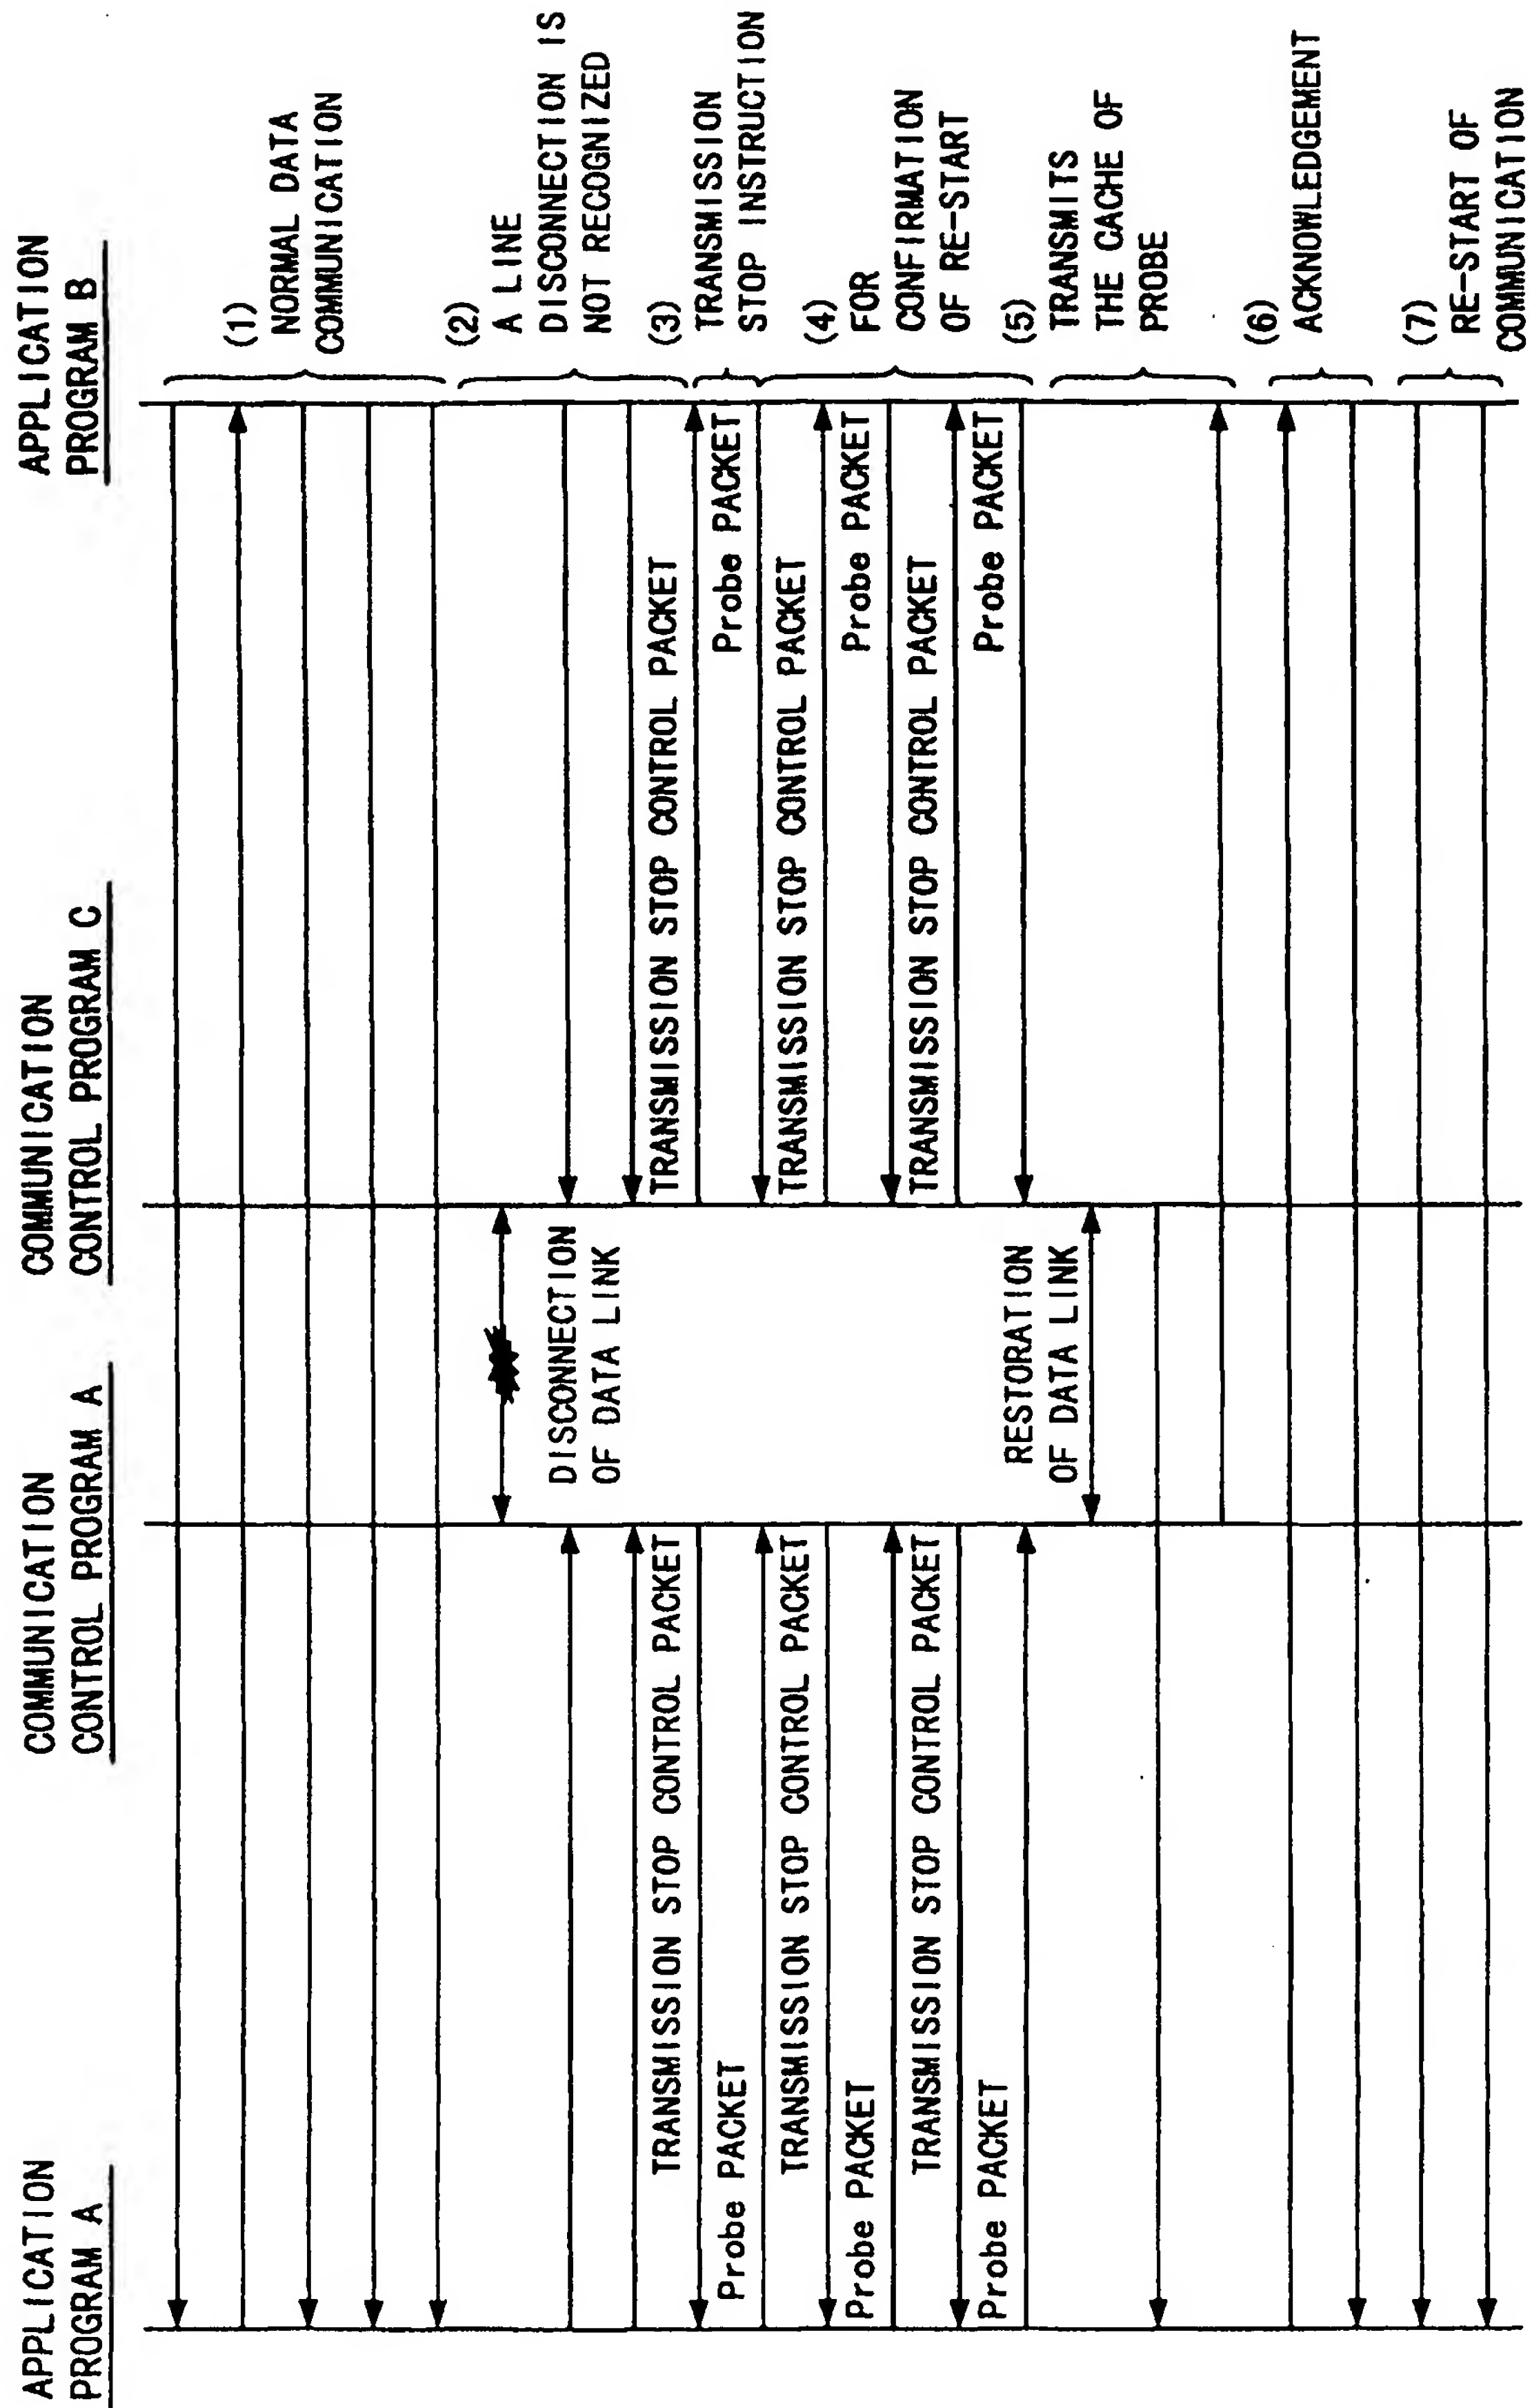 APPLICATION
PROGRAM A
COMMUNICATION
CONTROL PROGRAM A
COMMUNICATION
CONTROL PROGRAM C
APPLICATION
PROGRAM B
(1)
NORMAL DATA
COMMUNICATION
(2)
A LINE
DISCONNECTION IS
NOT RECOGNIZED
DISCONNECTION
OF DATA LINK
TRANSMISSION STOP CONTROL PACKET
TRANSMISSION STOP CONTROL PACKET
(3)
TRANSMISSION
STOP INSTRUCTION
Probe PACKET
Probe PACKET
TRANSMISSION STOP CONTROL PACKET
TRANSMISSION STOP CONTROL PACKET
(4)
FOR
CONFIRMATION
OF RE-START
Probe PACKET
Probe PACKET
TRANSMISSION STOP CONTROL PACKET
TRANSMISSION STOP CONTROL PACKET
Probe PACKET
Probe PACKET
RESTORATION
OF DATA LINK
(5)
TRANSMITS
THE CACHE OF
PROBE
(6)
ACKNOWLEDGEMENT
(7)
RE-START OF
COMMUNICATION